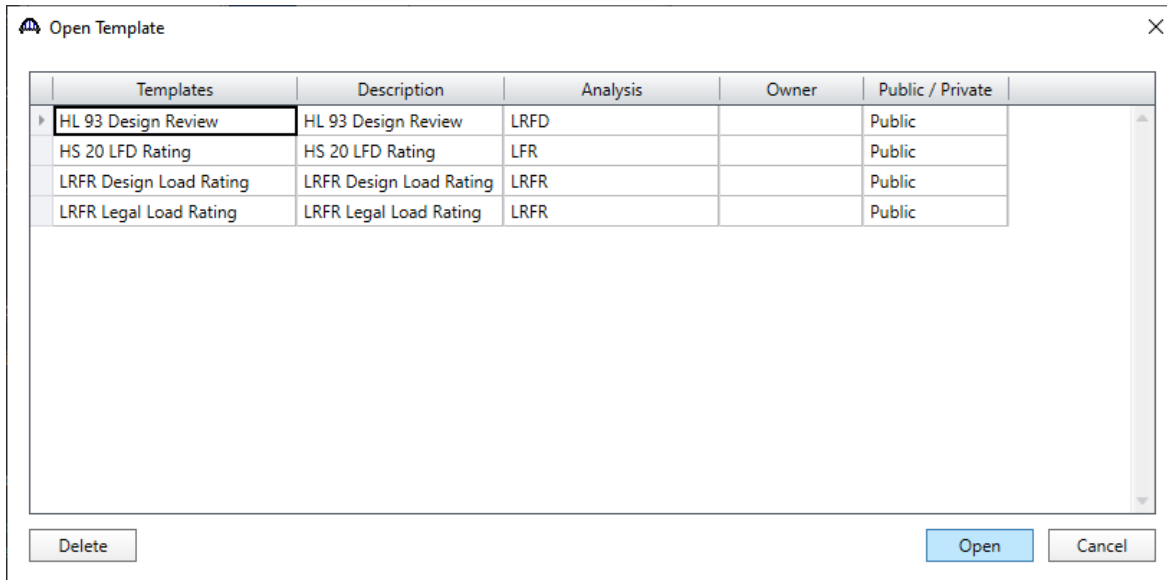 Open Template
Templates Description Analysis Owner Public / Private
HL 93 Design Review HL 93 Design Review LRFD Public
HS 20 LFD Rating HS 20 LFD Rating LFR Public
LRFR Design Load Rating LRFR Design Load Rating LRFR Public
LRFR Legal Load Rating LRFR Legal Load Rating LRFR Public
Delete Open Cancel